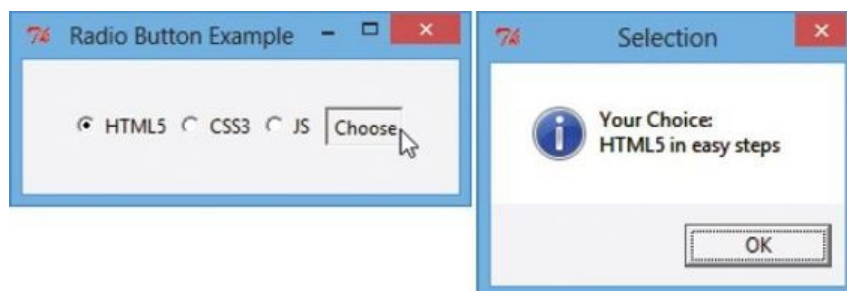 Radio Button Example
HTML5 CSS3 JS Choose
Selection
Your Choice:
HTML5 in easy steps
OK